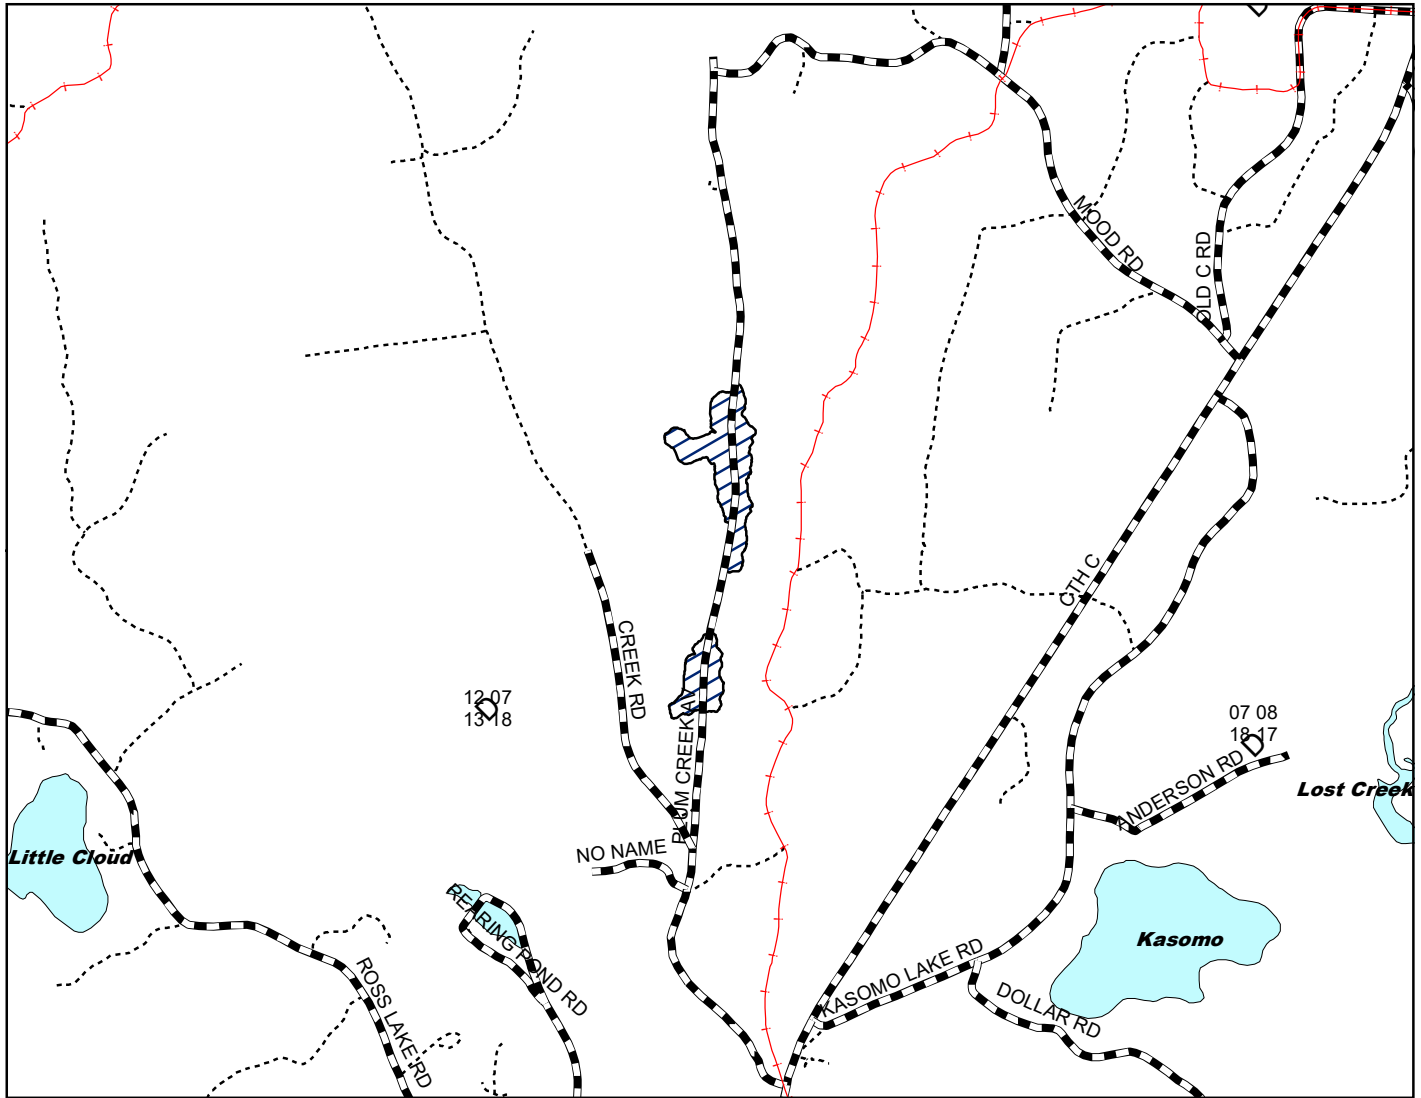 MOOD RD
OLD C RD
CTH C
CREEK RD
12 07
13 18
PLUM CREEK A
07 08
18 17
ANDERSON RD
Lost Creek
Little Cloud
NO NAME
REARING POND RD
Kasomo
KASOMO LAKE RD
ROSS LAKE RD
DOLLAR RD